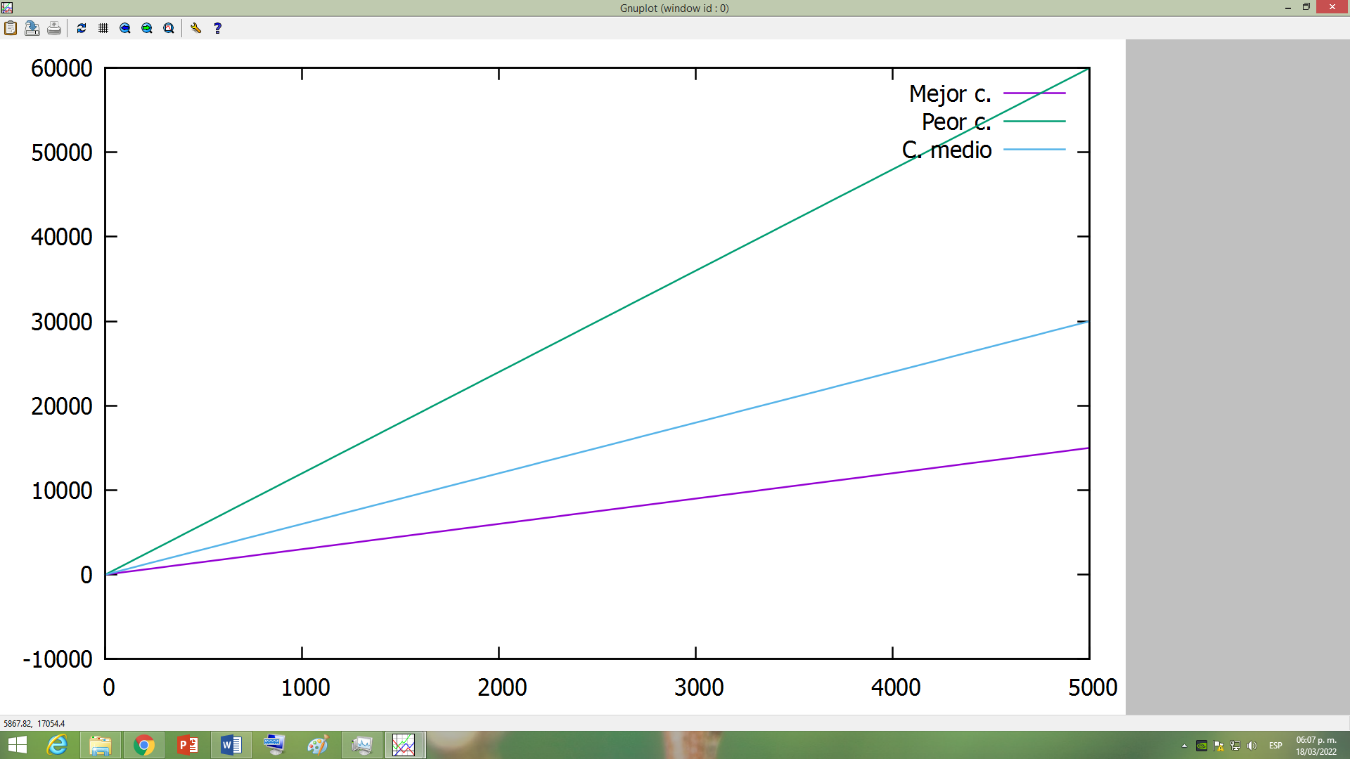 Gnuplot (window id : 0)
60000
50000
40000
30000
20000
10000
0
-10000
Mejor c.
Peor c.
C. medio
0 1000 2000 3000 4000 5000
5867.82, 17054.4
ESP
06:07 p. m.
18/03/2022